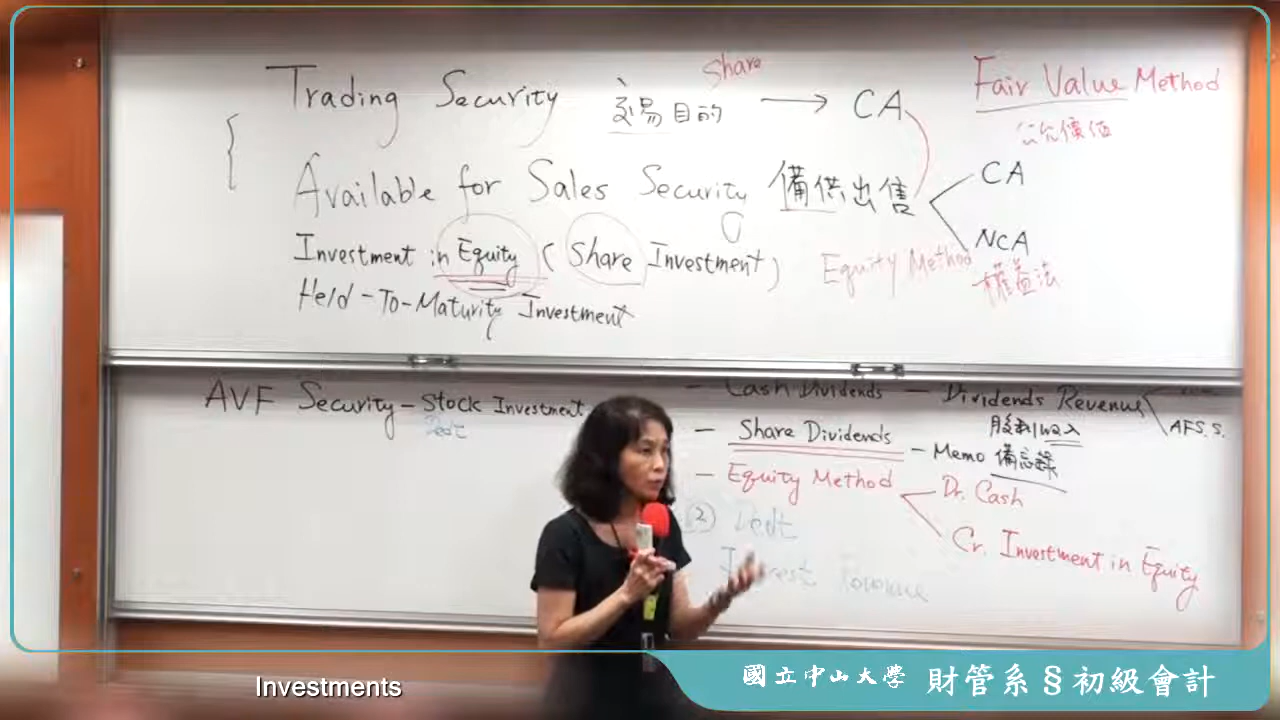 share
Trading Security 交易目的 → CA
Fair Value Method
公允價值
Available for Sales Security 備供出售
CA
NCA
Investment in Equity (Share Investment)
Equity Method
權益法
Held-To-Maturity Investment
AVF Security - Stock Investment
- Cash Dividends - Dividends Revenue
股利收入
AFS.S.
- Share Dividends - Memo 備忘錄
- Equity Method
Dr. Cash
Cr. Investment in Equity
(2) Debt
Interest Revenue
Investments
國立中山大學 財管系§初級會計